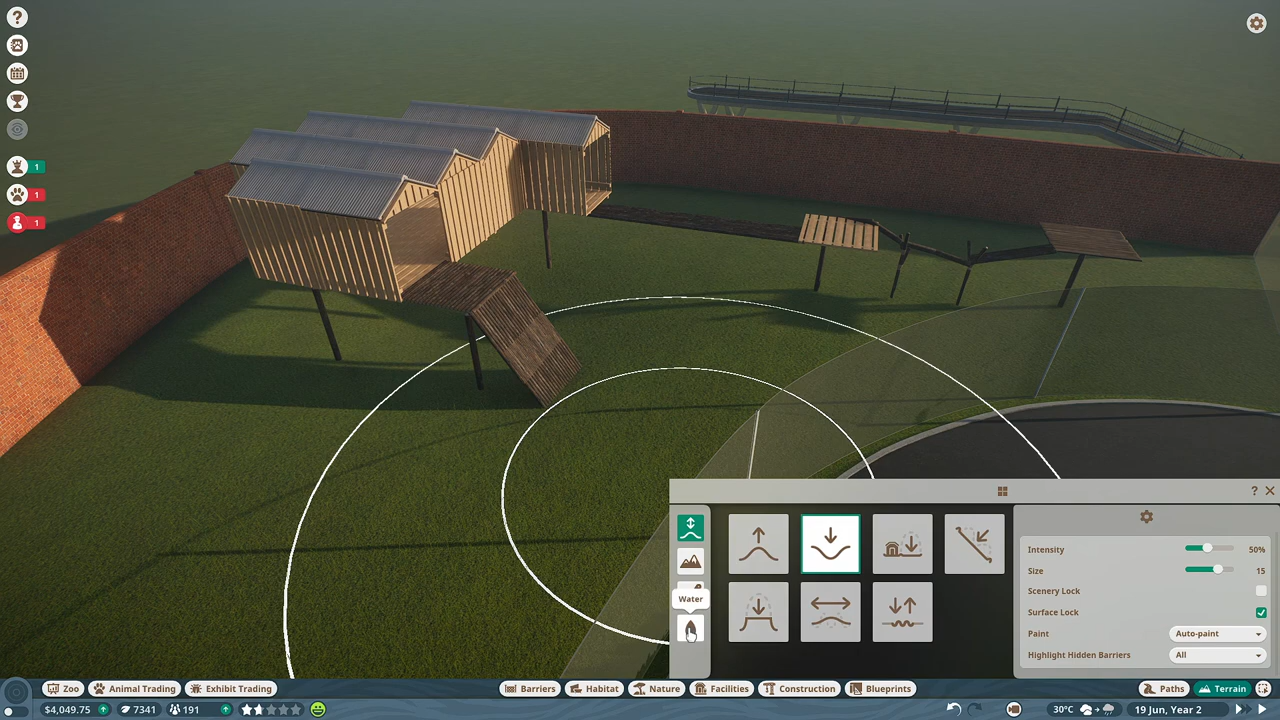 ?
1
1
1
? ×
Intensity 50%
Size 15
Scenery Lock
Water
Surface Lock
Paint Auto-paint
Highlight Hidden Barriers All
Zoo Animal Trading Exhibit Trading Barriers Habitat Nature Facilities Construction Blueprints Paths Terrain
$4,049.75 7341 191 30°C 19 Jun, Year 2